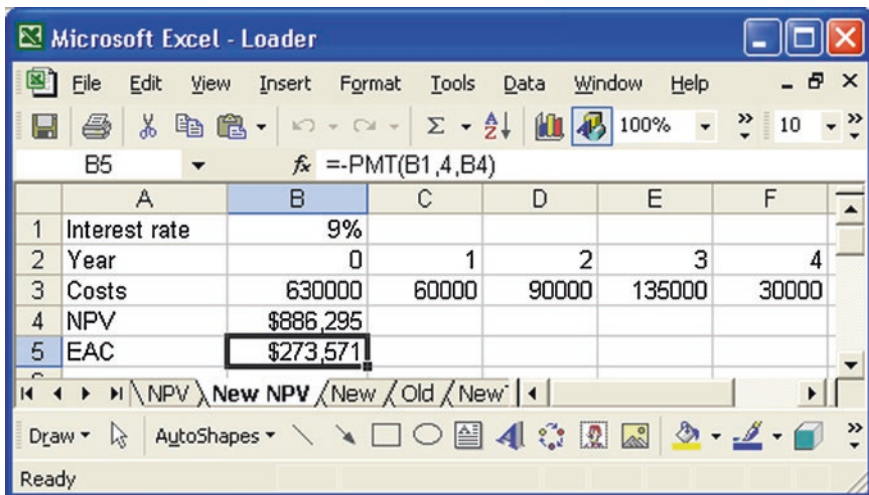 Microsoft Excel - Loader
File Edit View Insert Format Tools Data Window Help
Σ A Z 100% » 10 »
B5 fx =-PMT(B1,4,B4)
A B C D E F
1 Interest rate 9%
2 Year 0 1 2 3 4
3 Costs 630000 60000 90000 135000 30000
4 NPV $886,295
5 EAC $273,571
NPV New NPV New Old New
Draw AutoShapes A »
Ready